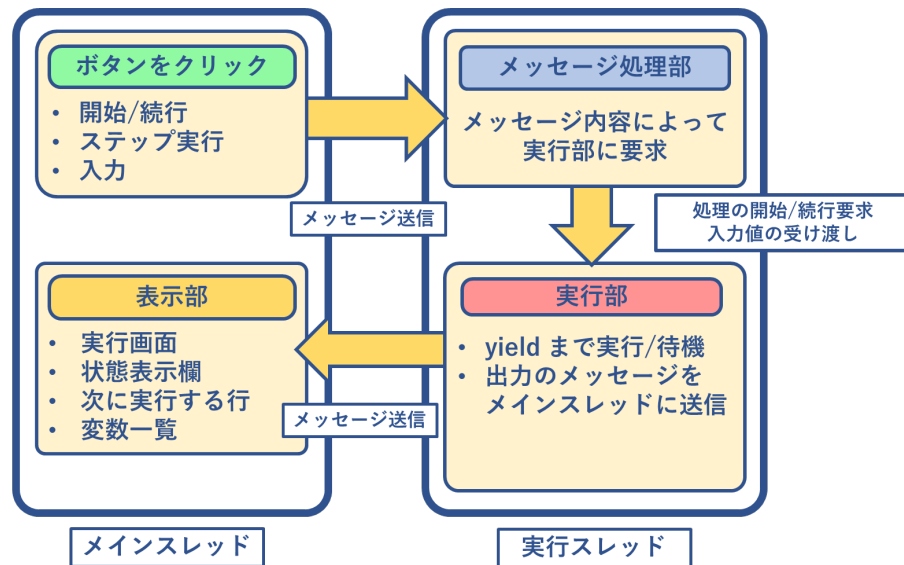 ボタンをクリック
• 開始/続行
• ステップ実行
• 入力
メッセージ処理部
メッセージ内容によって
実行部に要求
メッセージ送信
処理の開始/続行要求
入力値の受け渡し
表示部
• 実行画面
• 状態表示欄
• 次に実行する行
• 変数一覧
実行部
• yield まで実行/待機
• 出力のメッセージを
メインスレッドに送信
メッセージ送信
メインスレッド
実行スレッド